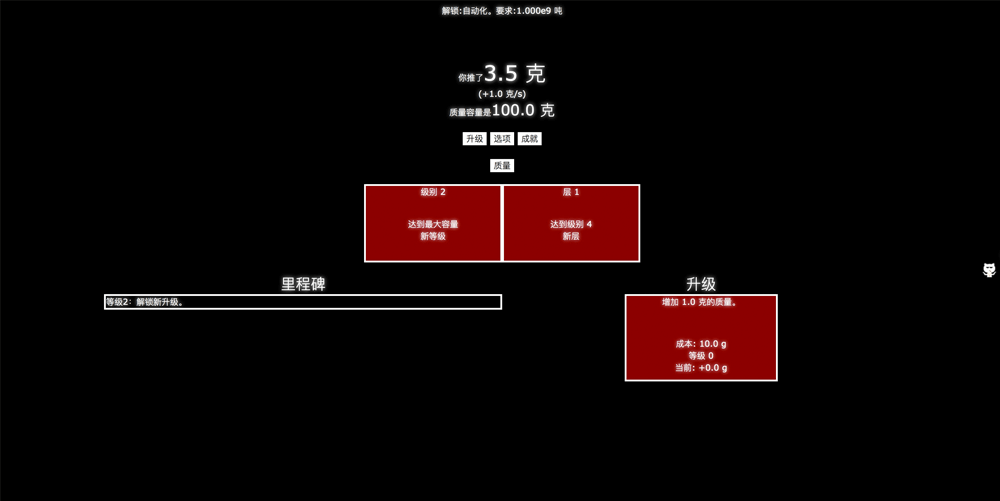 解锁:自动化。要求:1.000e9 吨
你推了3.5 克
(+1.0 克/s)
质量容量是100.0 克
升级 选项 成就
质量
级别 2
达到最大容量
新等级
层 1
达到级别 4
新层
里程碑
等级2：解锁新升级。
升级
增加 1.0 克的质量。
成本: 10.0 g
等级 0
当前: +0.0 g